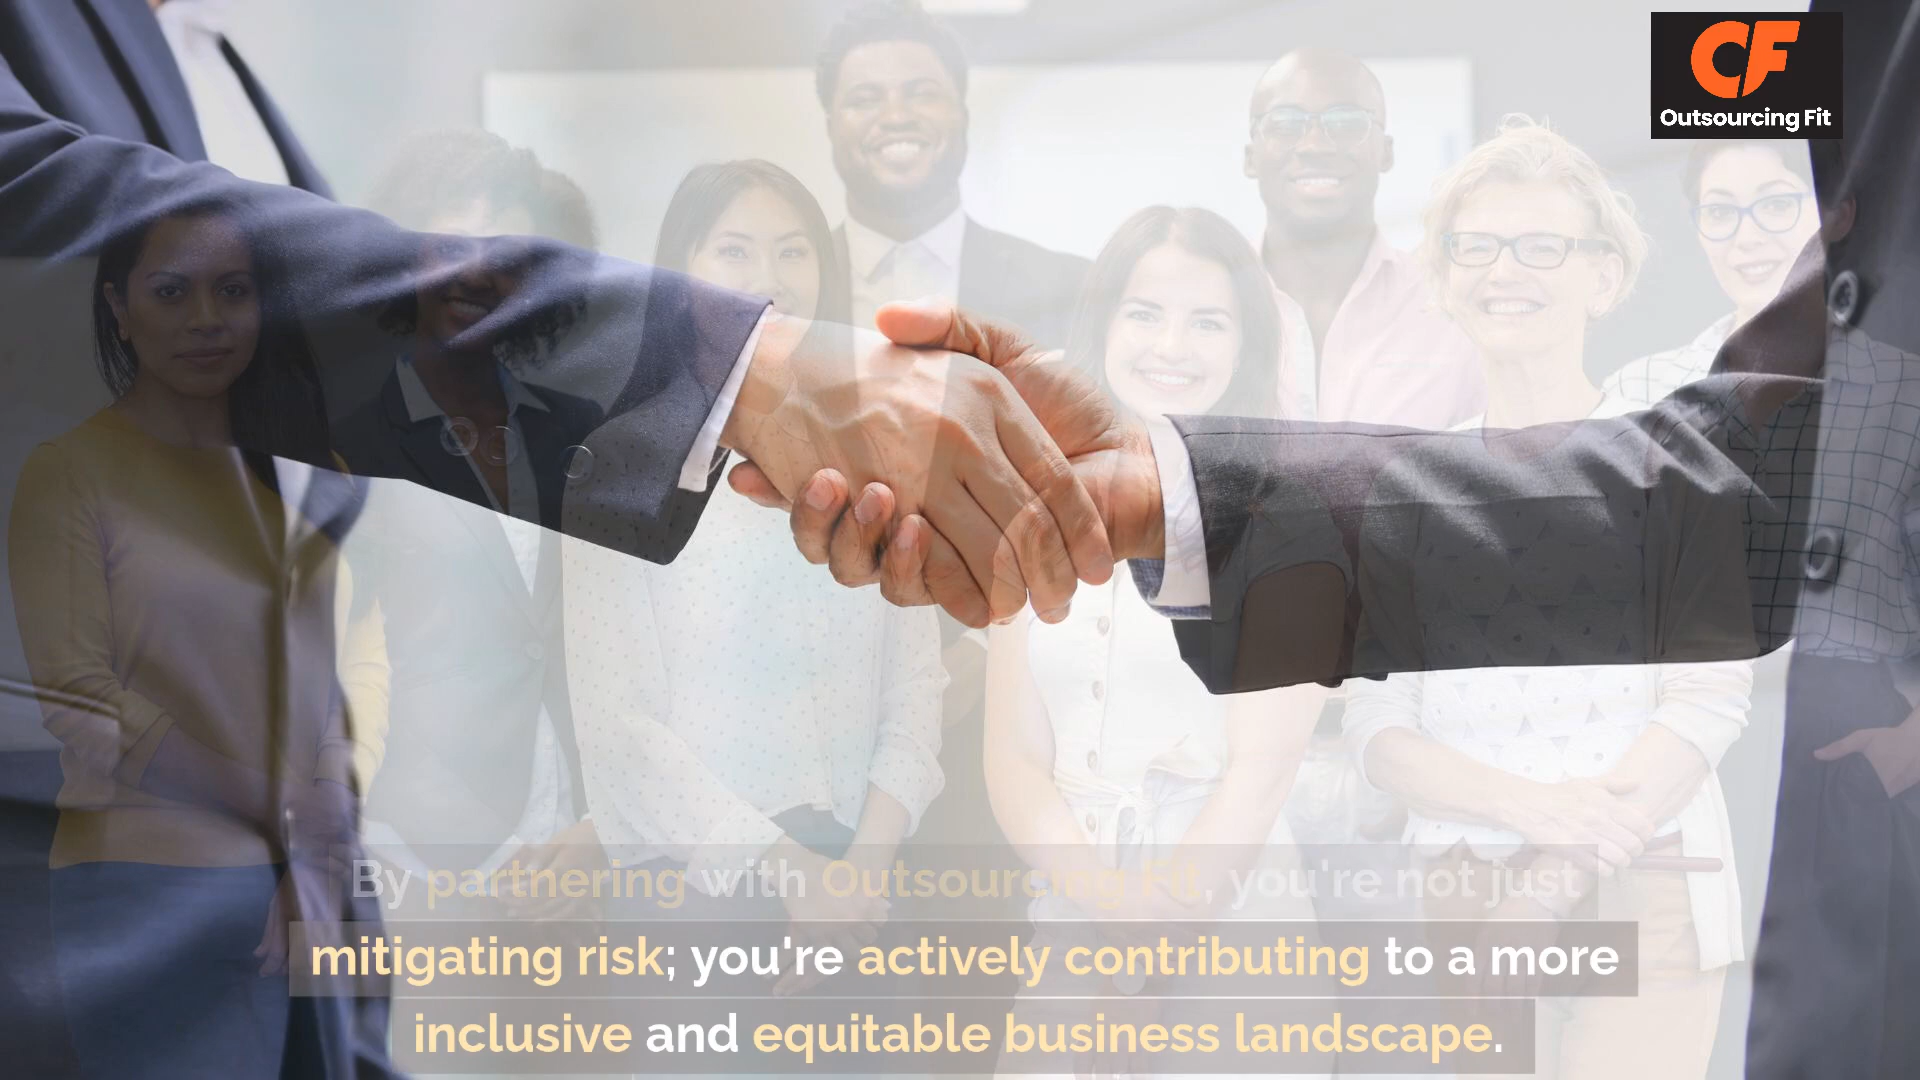 CF
Outsourcing Fit
By partnering with Outsourcing Fit, you're not just
mitigating risk; you're actively contributing to a more
inclusive and equitable business landscape.